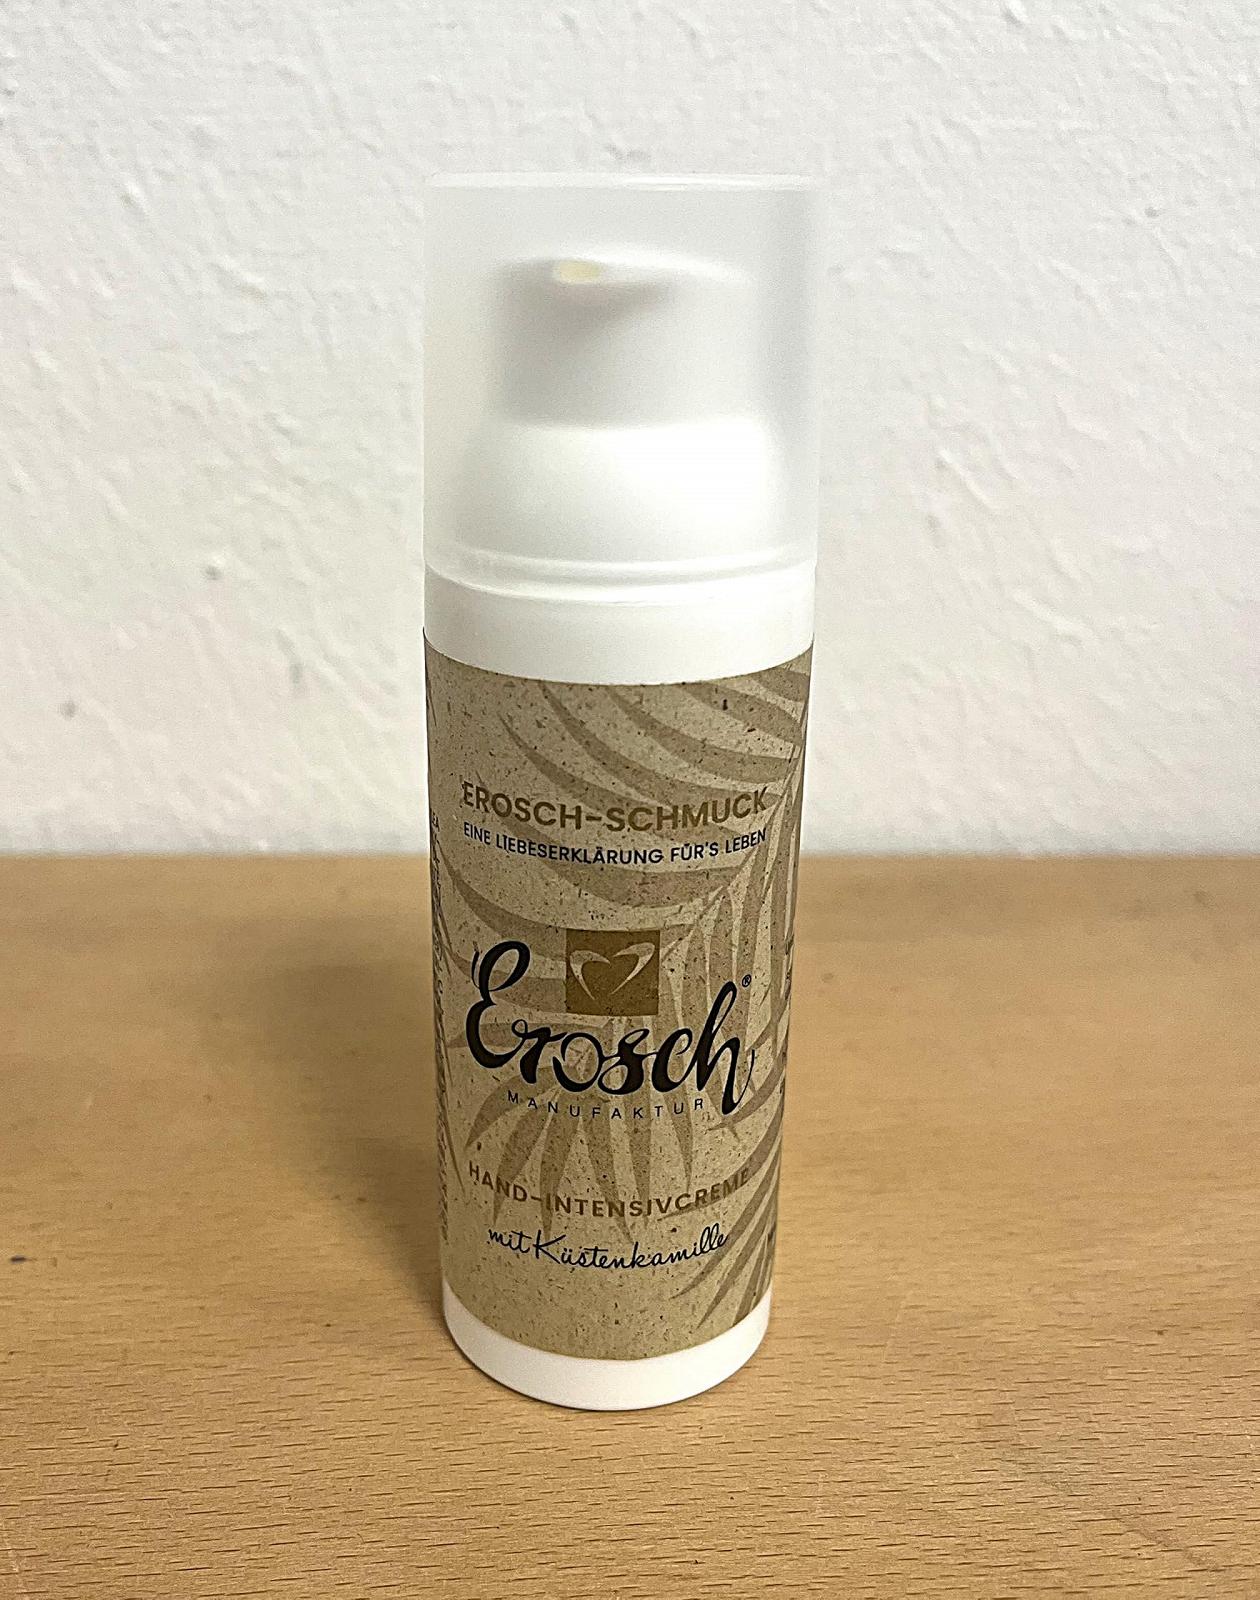 EROSCH-SCHMUCK
EINE LIEBESERKLÄRUNG FÜR'S LEBEN
Erosch®
MANUFAKTUR
HAND-INTENSIVCREME
mit Küstenkamille